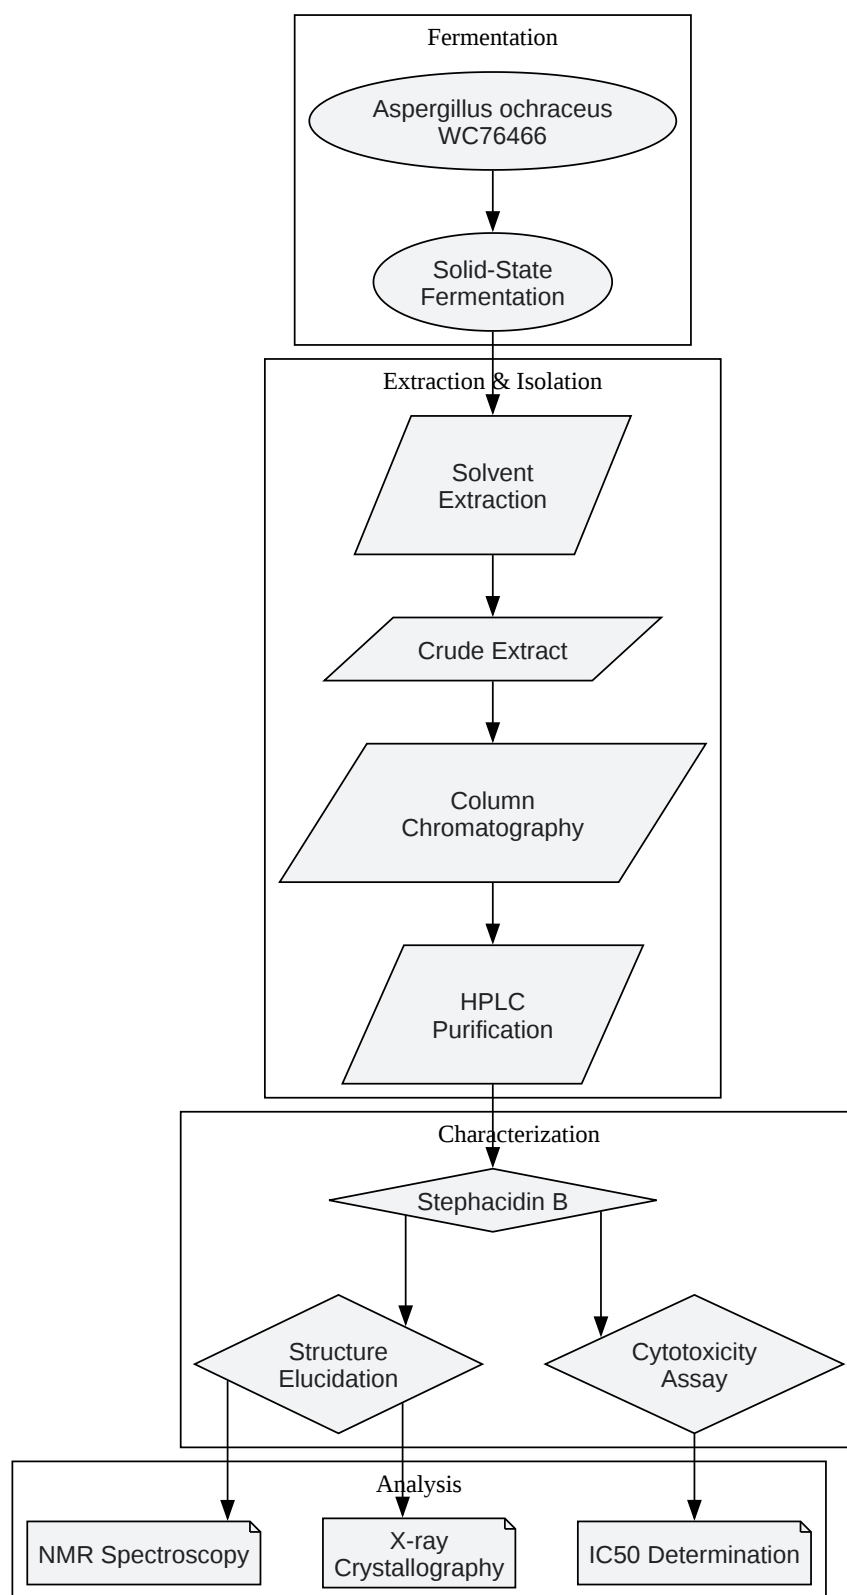 Fermentation
Aspergillus ochraceus
WC76466
Solid-State
Fermentation
Extraction & Isolation
Solvent
Extraction
Crude Extract
Column
Chromatography
HPLC
Purification
Characterization
Stephacidin B
Structure
Elucidation
Cytotoxicity
Assay
Analysis
NMR Spectroscopy
X-ray
Crystallography
IC50 Determination